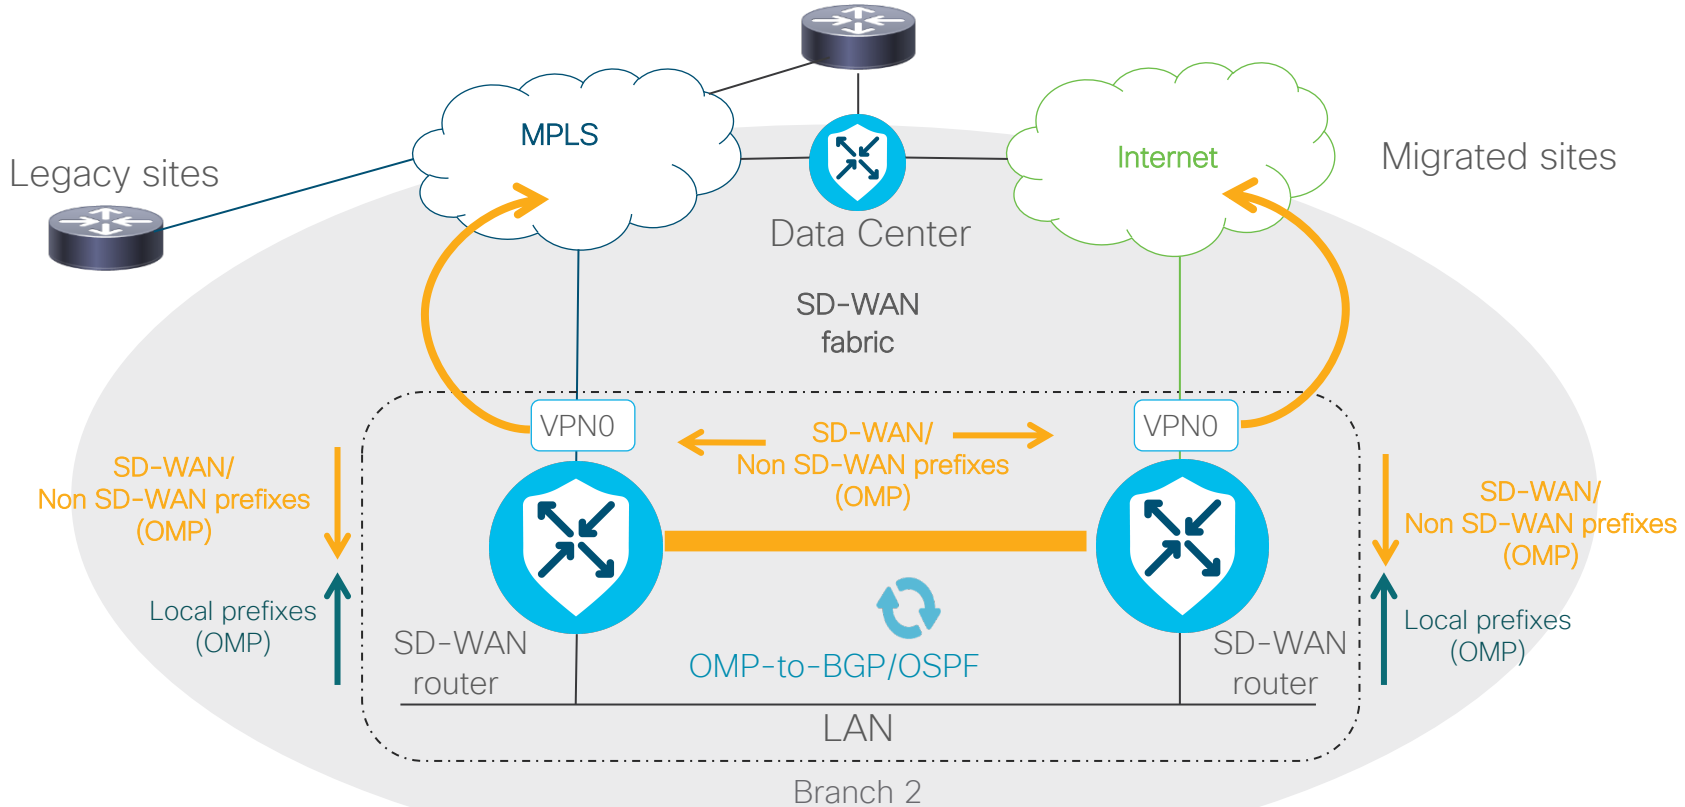 MPLS
Internet
Legacy sites
Migrated sites
Data Center
SD-WAN
fabric
VPN0
VPN0
SD-WAN/
Non SD-WAN prefixes
(OMP)
SD-WAN/
Non SD-WAN prefixes
(OMP)
SD-WAN/
Non SD-WAN prefixes
(OMP)
Local prefixes
(OMP)
Local prefixes
(OMP)
SD-WAN
router
OMP-to-BGP/OSPF
SD-WAN
router
LAN
Branch 2